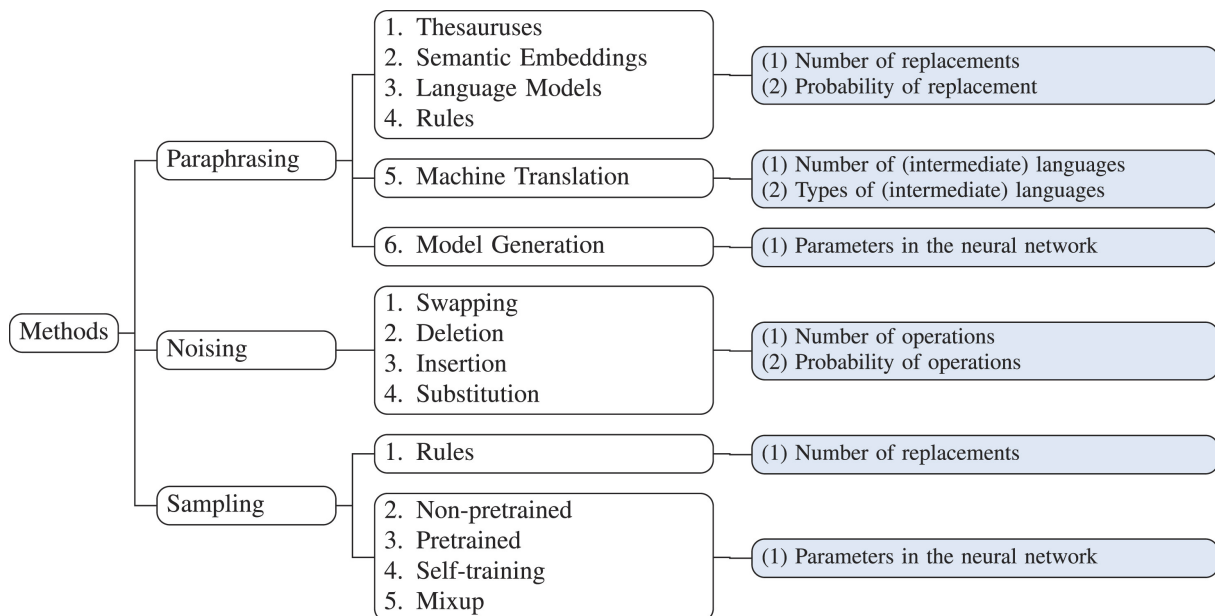 Methods
Paraphrasing
1. Thesauruses
2. Semantic Embeddings
3. Language Models
4. Rules
(1) Number of replacements
(2) Probability of replacement
5. Machine Translation
(1) Number of (intermediate) languages
(2) Types of (intermediate) languages
6. Model Generation
(1) Parameters in the neural network
Noising
1. Swapping
2. Deletion
3. Insertion
4. Substitution
(1) Number of operations
(2) Probability of operations
Sampling
1. Rules
(1) Number of replacements
2. Non-pretrained
3. Pretrained
4. Self-training
5. Mixup
(1) Parameters in the neural network